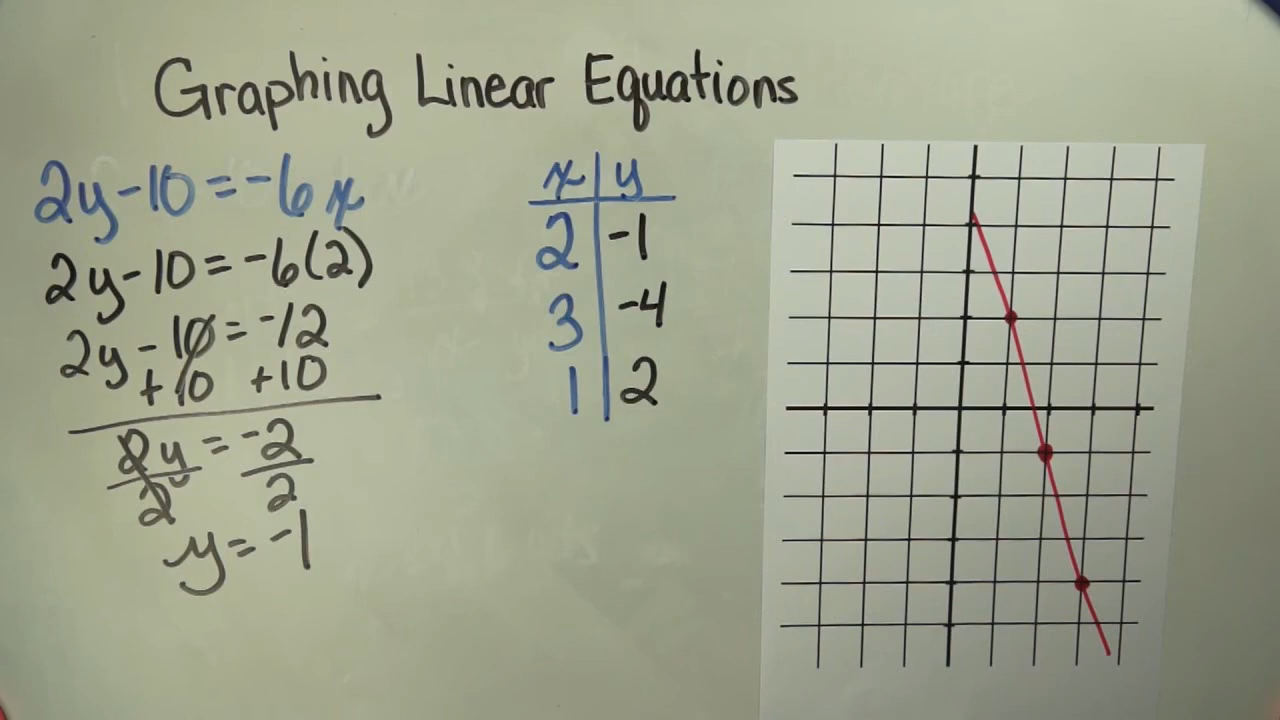 Graphing Linear Equations
2y-10=-6x
2y-10=-6(2)
2y-10=-12
+10 +10
2y=-2
2 2
y=-1
x y
2 -1
3 -4
1 2